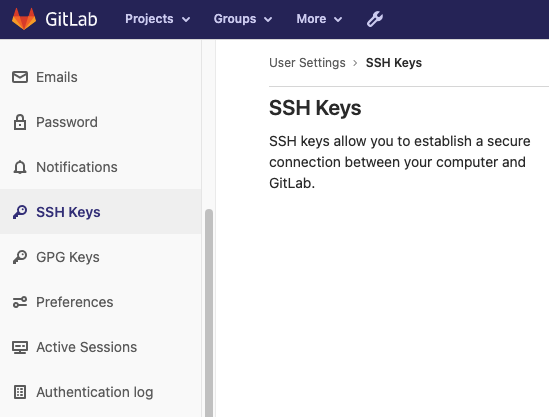 GitLab Projects Groups More
Emails
Password
Notifications
SSH Keys
GPG Keys
Preferences
Active Sessions
Authentication log
User Settings › SSH Keys
SSH Keys
SSH keys allow you to establish a secure
connection between your computer and
GitLab.